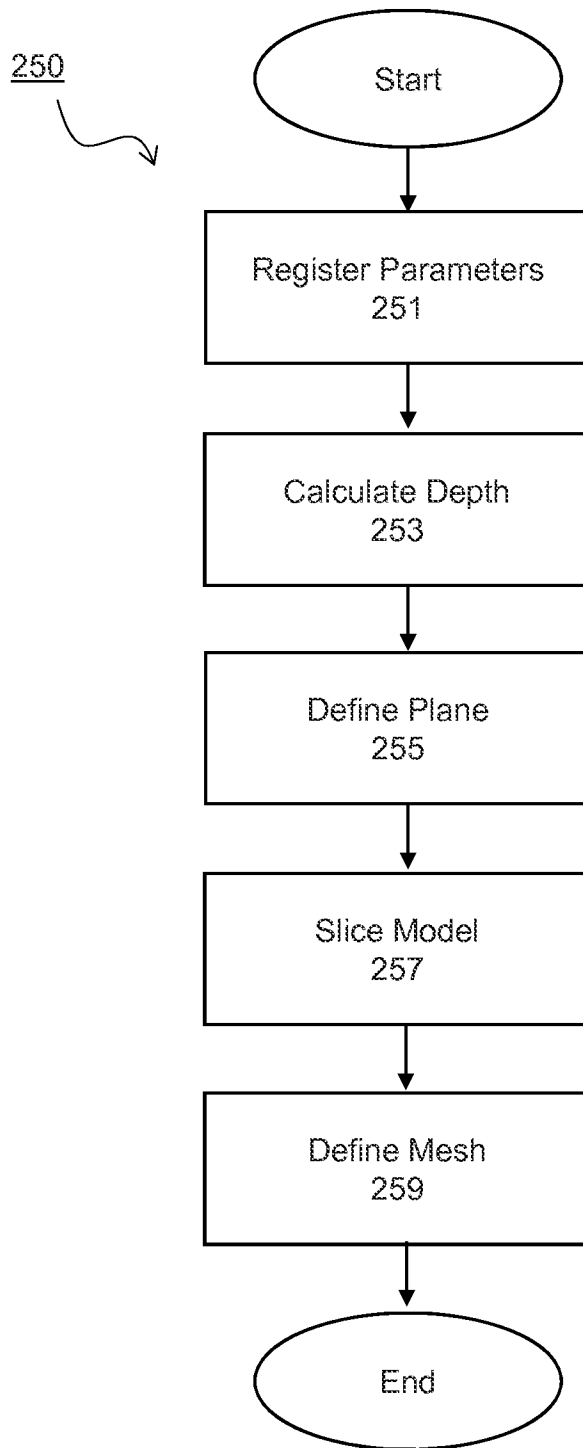 250
Start
Register Parameters
251
Calculate Depth
253
Define Plane
255
Slice Model
257
Define Mesh
259
End